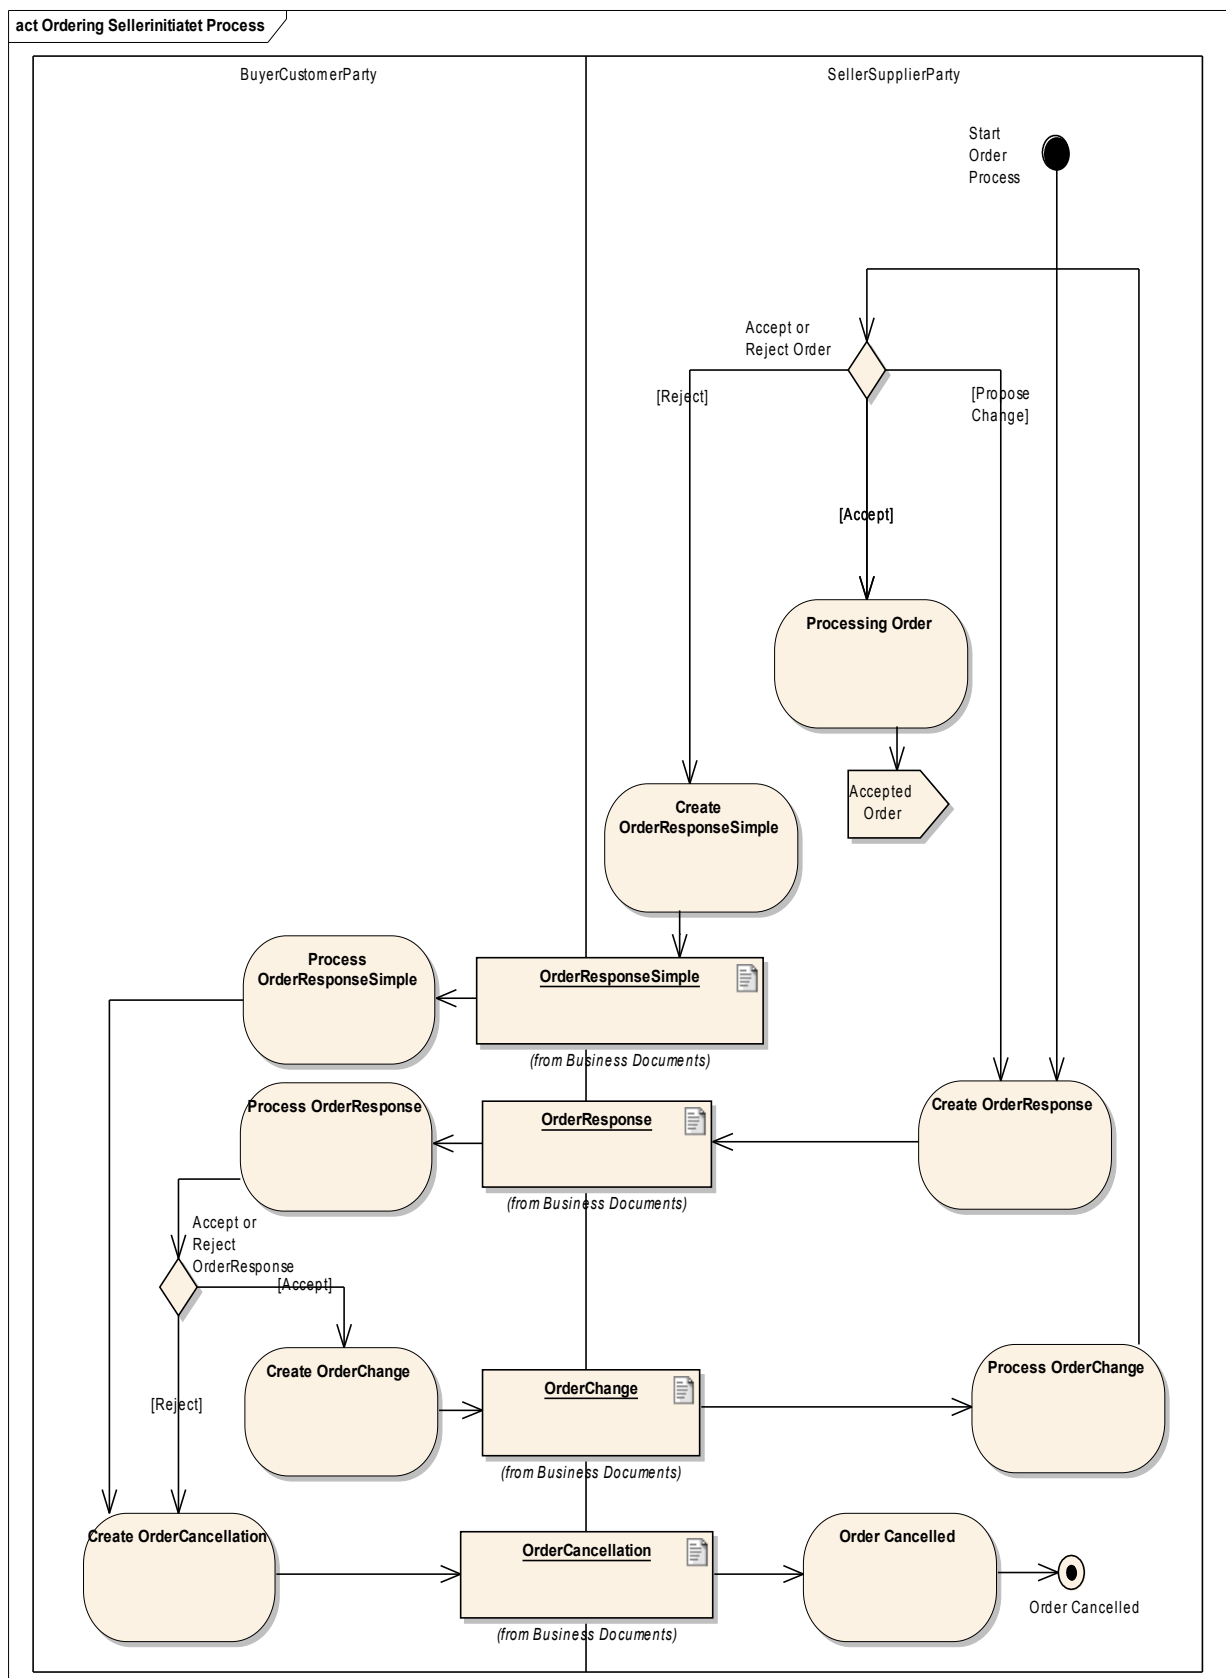 act Ordering Sellerinitiatet Process
BuyerCustomerParty
SellerSupplierParty
Start
Order
Process
Accept or
Reject Order
[Reject]
[Propose
Change]
[Accept]
Processing Order
Accepted
Order
Create
OrderResponseSimple
Process
OrderResponseSimple
OrderResponseSimple
(from Business Documents)
Process OrderResponse
OrderResponse
Create OrderResponse
(from Business Documents)
Accept or
Reject
OrderResponse
[Accept]
Create OrderChange
OrderChange
Process OrderChange
[Reject]
(from Business Documents)
Create OrderCancellation
OrderCancellation
Order Cancelled
Order Cancelled
(from Business Documents)